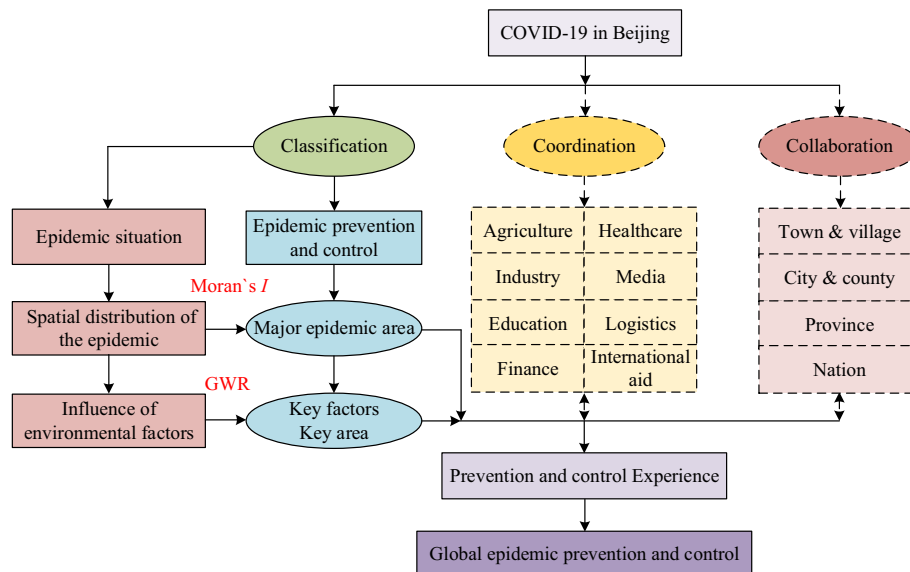 COVID-19 in Beijing
Classification
Coordination
Collaboration
Epidemic situation
Epidemic prevention
and control
Agriculture
Healthcare
Town & village
Moran`s I
Industry
Media
City & county
Spatial distribution of
the epidemic
Major epidemic area
Education
Logistics
Province
GWR
Finance
International
aid
Nation
Influence of
environmental factors
Key factors
Key area
Prevention and control Experience
Global epidemic prevention and control